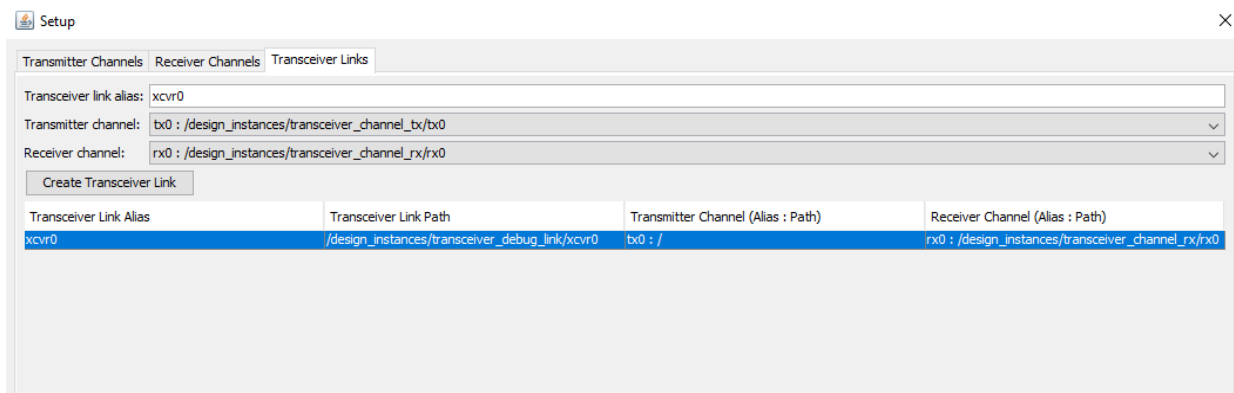 Setup
Transmitter Channels Receiver Channels Transceiver Links
Transceiver link alias: xcvr0
Transmitter channel: tx0 : /design_instances/transceiver_channel_tx/tx0
Receiver channel: rx0 : /design_instances/transceiver_channel_rx/rx0
Create Transceiver Link
Transceiver Link Alias Transceiver Link Path Transmitter Channel (Alias : Path) Receiver Channel (Alias : Path)
xcvr0 /design_instances/transceiver_debug_link/xcvr0 tx0 : / rx0 : /design_instances/transceiver_channel_rx/rx0